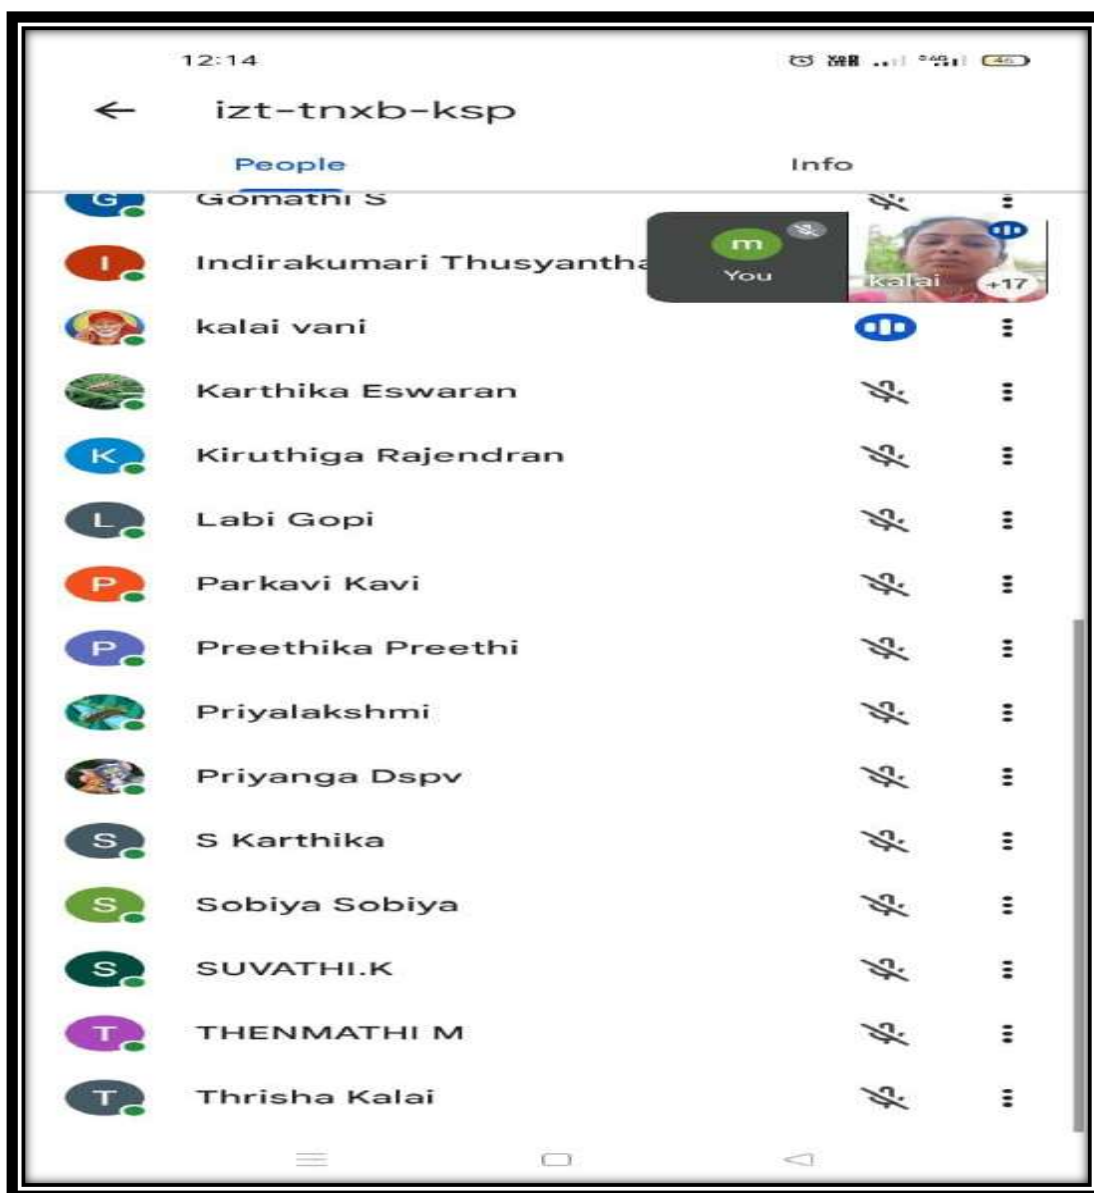 12:14
46
izt-tnxb-ksp
People Info
G Gomathi S
I Indirakumari Thusyantha
m
You
kalai
+17
kalai vani
Karthika Eswaran
K Kiruthiga Rajendran
L Labi Gopi
P Parkavi Kavi
P Preethika Preethi
Priyalakshmi
Priyanga Dspv
S S Karthika
S Sobiya Sobiya
S SUVATHI.K
T THENMATHI M
T Thrisha Kalai